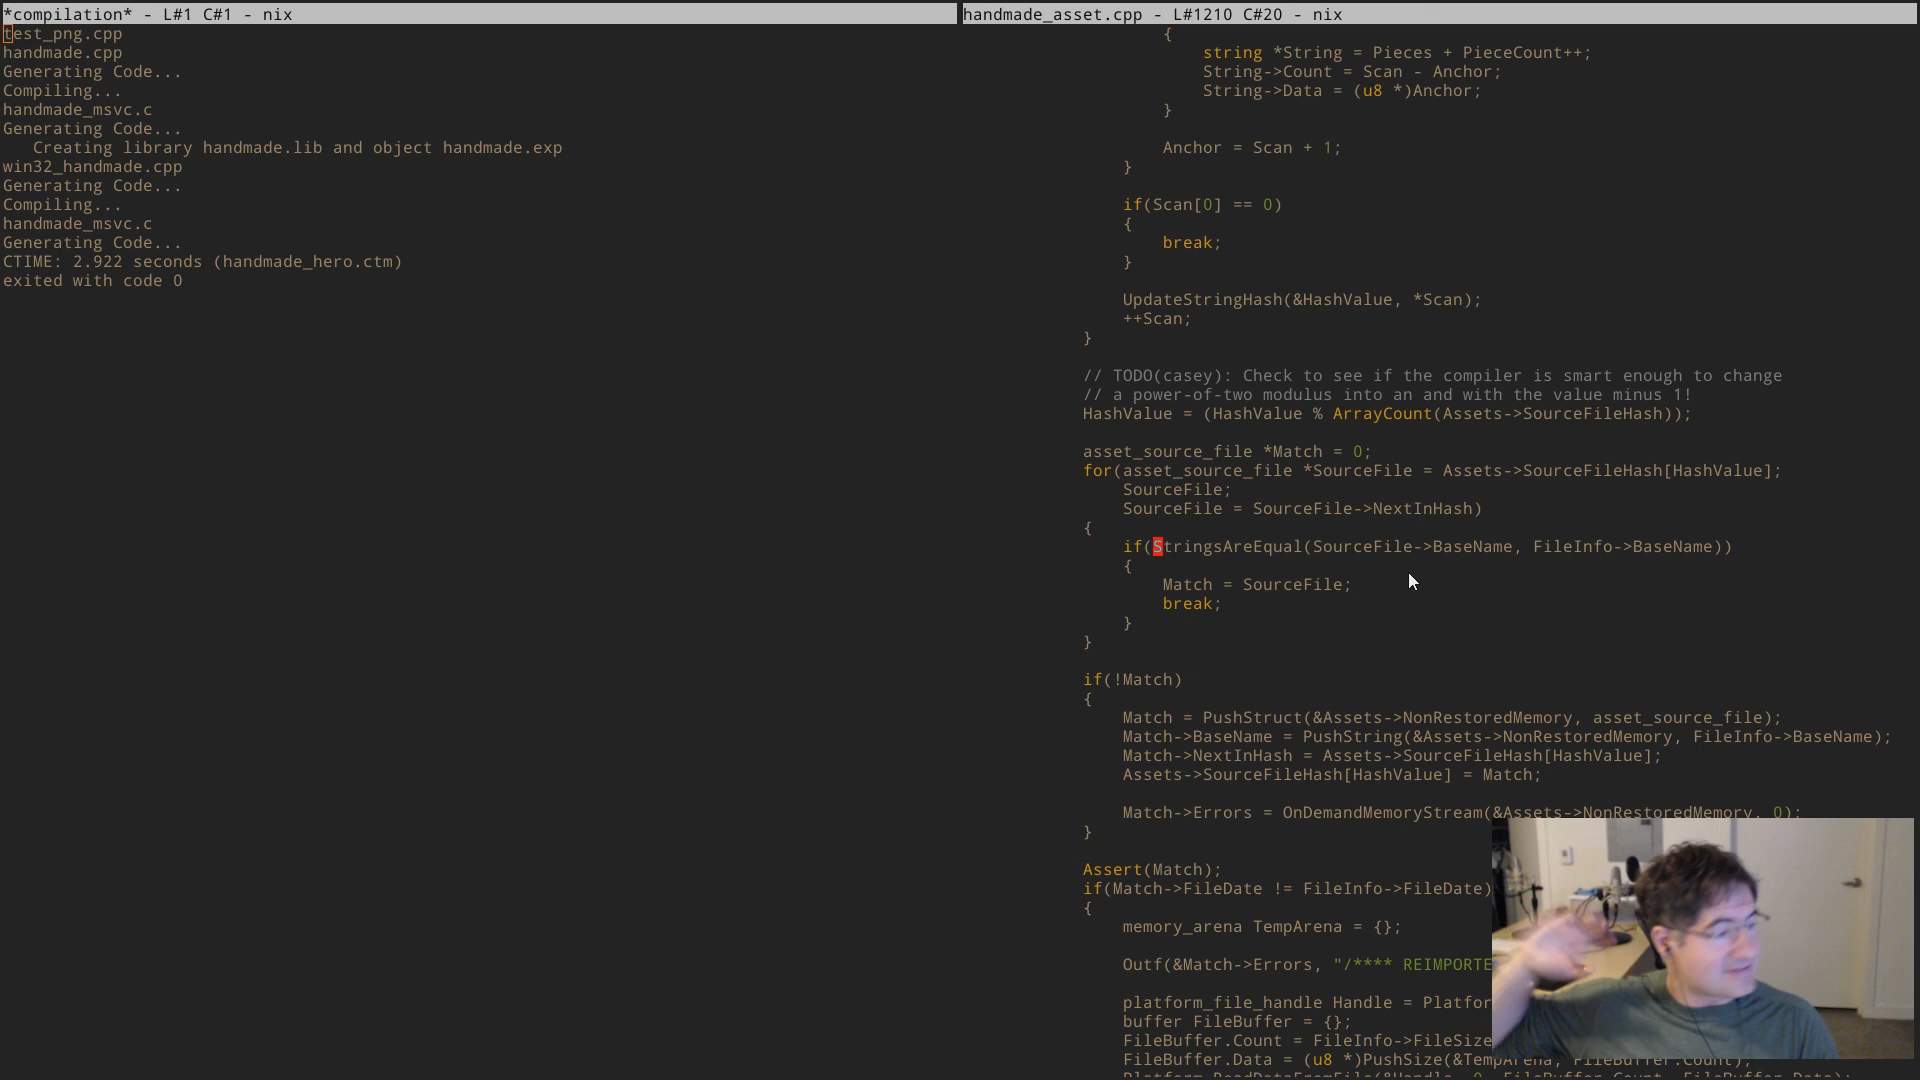 *compilation* - L#1 C#1 - nix
test_png.cpp
handmade.cpp
Generating Code...
Compiling...
handmade_msvc.c
Generating Code...
Creating library handmade.lib and object handmade.exp
win32_handmade.cpp
Generating Code...
Compiling...
handmade_msvc.c
Generating Code...
CTIME: 2.922 seconds (handmade_hero.ctm)
exited with code 0
handmade_asset.cpp - L#1210 C#20 - nix
{
string *String = Pieces + PieceCount++;
String->Count = Scan - Anchor;
String->Data = (u8 *)Anchor;
}
Anchor = Scan + 1;
}
if(Scan[0] == 0)
{
break;
}
UpdateStringHash(&HashValue, *Scan);
++Scan;
}
// TODO(casey): Check to see if the compiler is smart enough to change
// a power-of-two modulus into an and with the value minus 1!
HashValue = (HashValue % ArrayCount(Assets->SourceFileHash));
asset_source_file *Match = 0;
for(asset_source_file *SourceFile = Assets->SourceFileHash[HashValue];
SourceFile;
SourceFile = SourceFile->NextInHash)
{
if(StringsAreEqual(SourceFile->BaseName, FileInfo->BaseName))
{
Match = SourceFile;
break;
}
}
if(!Match)
{
Match = PushStruct(&Assets->NonRestoredMemory, asset_source_file);
Match->BaseName = PushString(&Assets->NonRestoredMemory, FileInfo->BaseName);
Match->NextInHash = Assets->SourceFileHash[HashValue];
Assets->SourceFileHash[HashValue] = Match;
Match->Errors = OnDemandMemoryStream(&Assets->NonRestoredMemory, 0);
}
Assert(Match);
if(Match->FileDate != FileInfo->FileDate)
{
memory_arena TempArena = {};
Outf(&Match->Errors, "/**** REIMPORTE
platform_file_handle Handle = Platfor
buffer FileBuffer = {};
FileBuffer.Count = FileInfo->FileSize
FileBuffer.Data = (u8 *)PushSize(&TempArena, FileBuffer.Count);